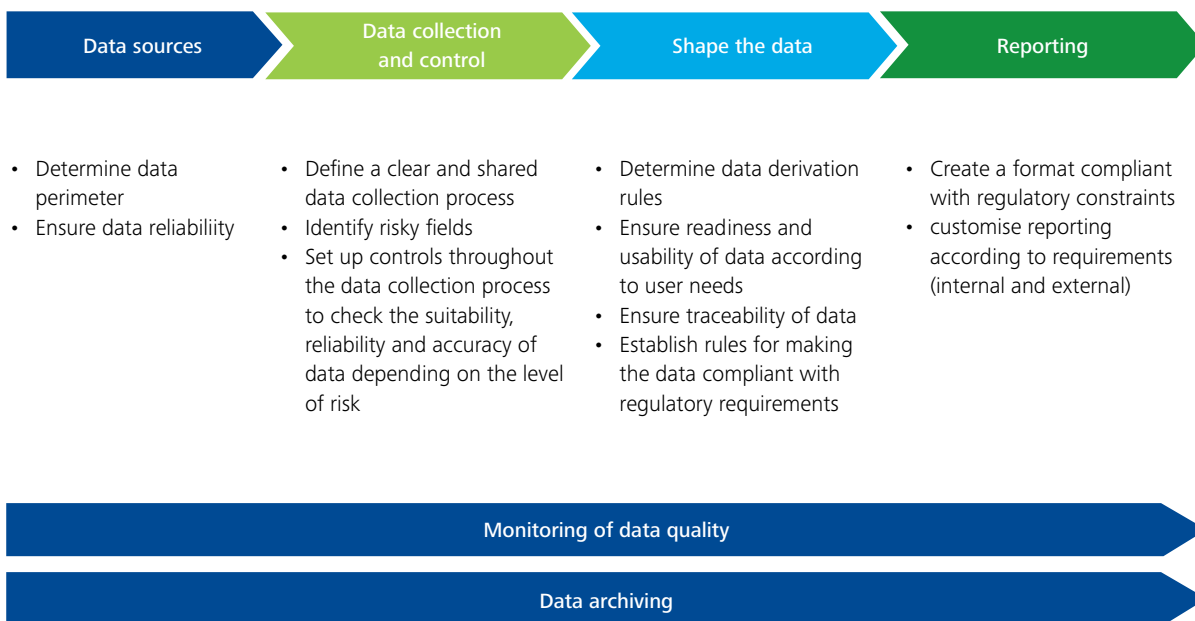 Data sources
Data collection
and control
Shape the data
Reporting
• Determine data
perimeter
• Ensure data reliabiliity
• Define a clear and shared
data collection process
• Identify risky fields
• Set up controls throughout
the data collection process
to check the suitability,
reliability and accuracy of
data depending on the level
of risk
• Determine data derivation
rules
• Ensure readiness and
usability of data according
to user needs
• Ensure traceability of data
• Establish rules for making
the data compliant with
regulatory requirements
• Create a format compliant
with regulatory constraints
• customise reporting
according to requirements
(internal and external)
Monitoring of data quality
Data archiving